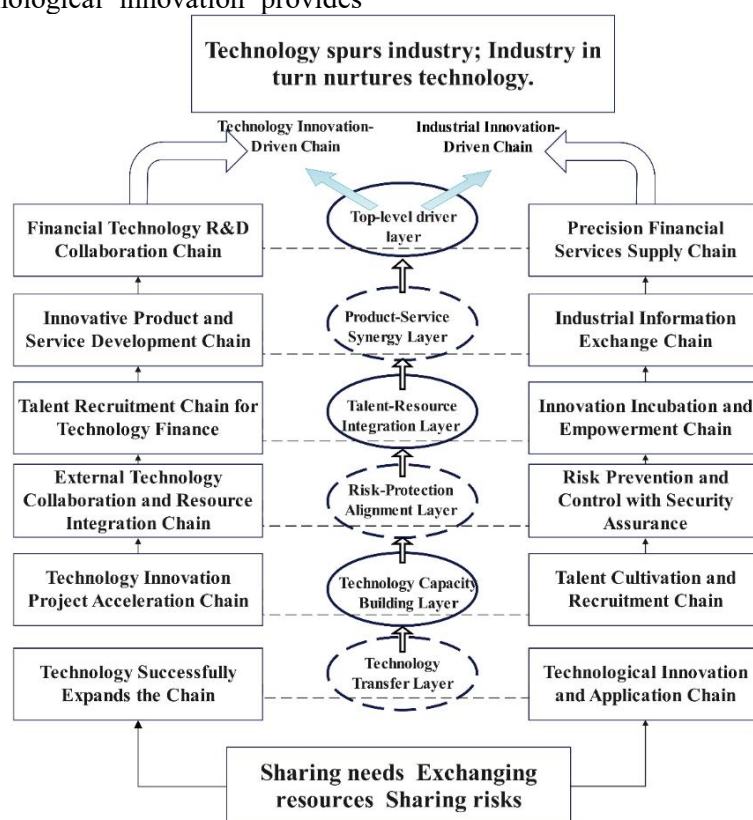 nological innovation provides
Technology spurs industry; Industry in
turn nurtures technology.
Technology Innovation-
Driven Chain
Industrial Innovation-
Driven Chain
Financial Technology R&D
Collaboration Chain
Top-level driver
layer
Precision Financial
Services Supply Chain
Innovative Product and
Service Development Chain
Product-Service
Synergy Layer
Industrial Information
Exchange Chain
Talent Recruitment Chain for
Technology Finance
Talent-Resource
Integration Layer
Innovation Incubation and
Empowerment Chain
External Technology
Collaboration and Resource
Integration Chain
Risk-Protection
Alignment Layer
Risk Prevention and
Control with Security
Assurance
Technology Innovation
Project Acceleration Chain
Technology Capacity
Building Layer
Talent Cultivation and
Recruitment Chain
Technology Successfully
Expands the Chain
Technology
Transfer Layer
Technological Innovation
and Application Chain
Sharing needs Exchanging
resources Sharing risks